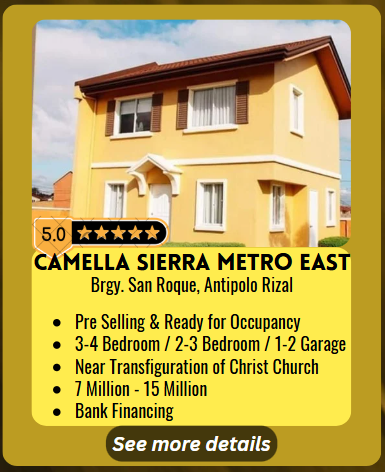 5.0
CAMELLA SIERRA METRO EAST
Brgy. San Roque, Antipolo Rizal
• Pre Selling & Ready for Occupancy
• 3-4 Bedroom / 2-3 Bedroom / 1-2 Garage
• Near Transfiguration of Christ Church
• 7 Million - 15 Million
• Bank Financing
See more details